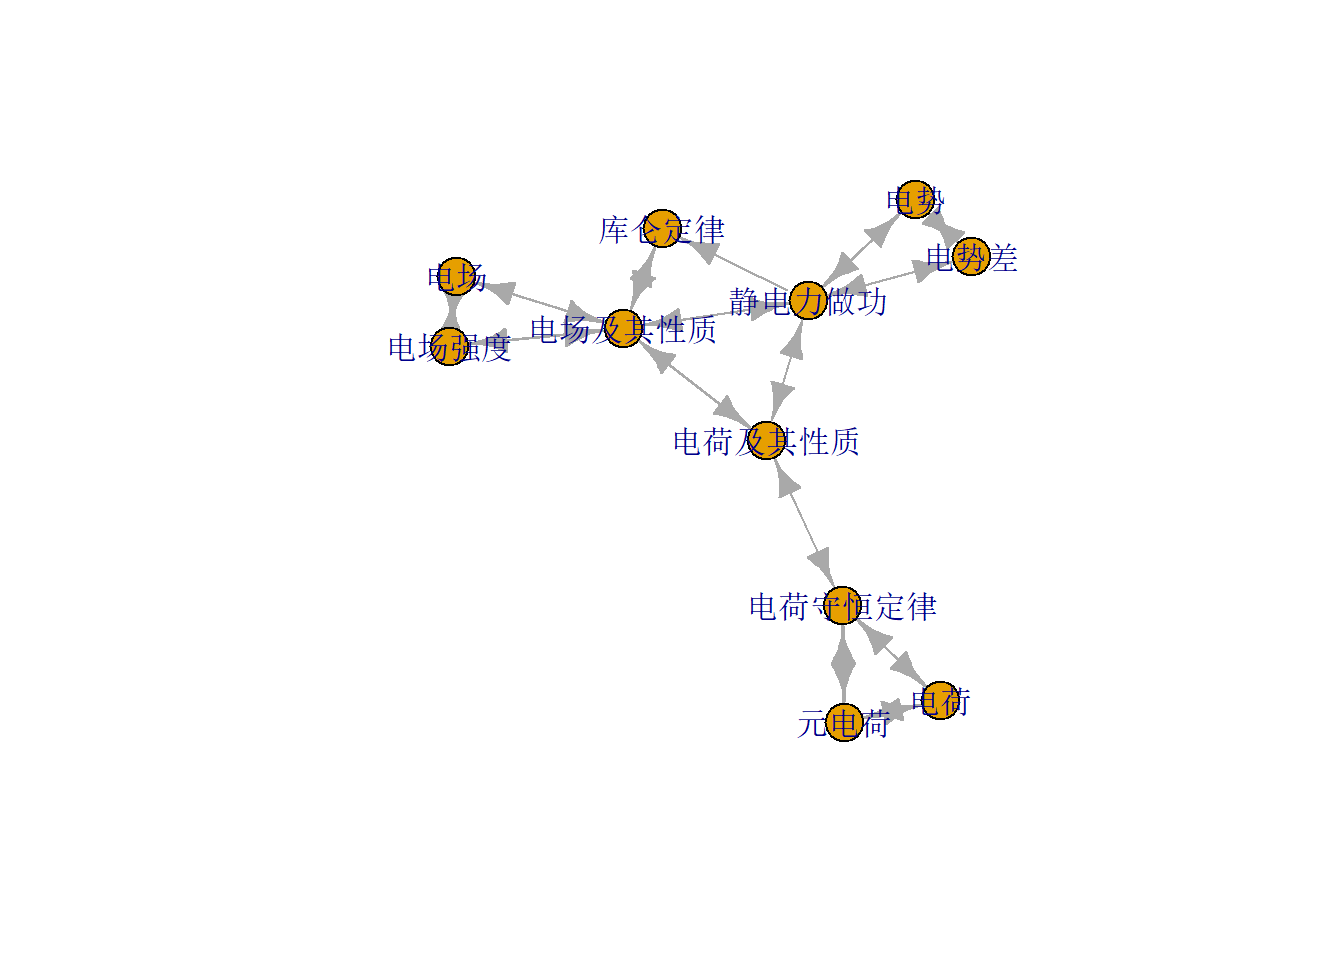 电势
库仑定律
电势差
电场
静电力做功
电场及其性质
电场强度
电荷及其性质
电荷守恒定律
电荷
元电荷